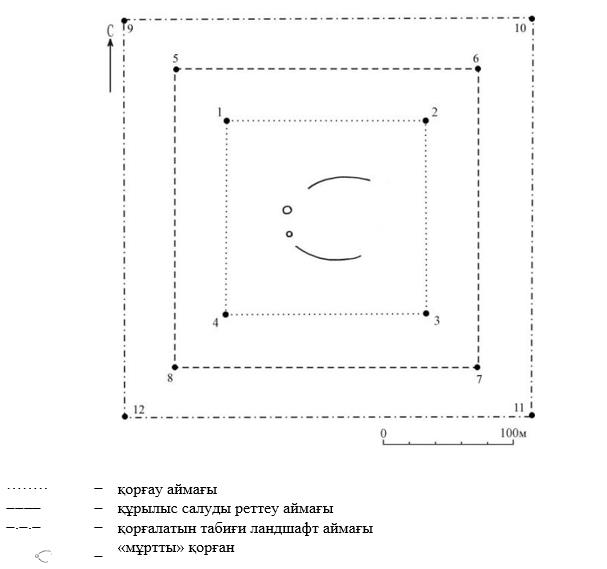 С
9
10
5
6
1
2
4
3
8
7
12
11
0
100м
– қорғау аймағы
– құрылыс салуды реттеу аймағы
– қорғалатын табиғи ландшафт аймағы
– «мұртты» қорған